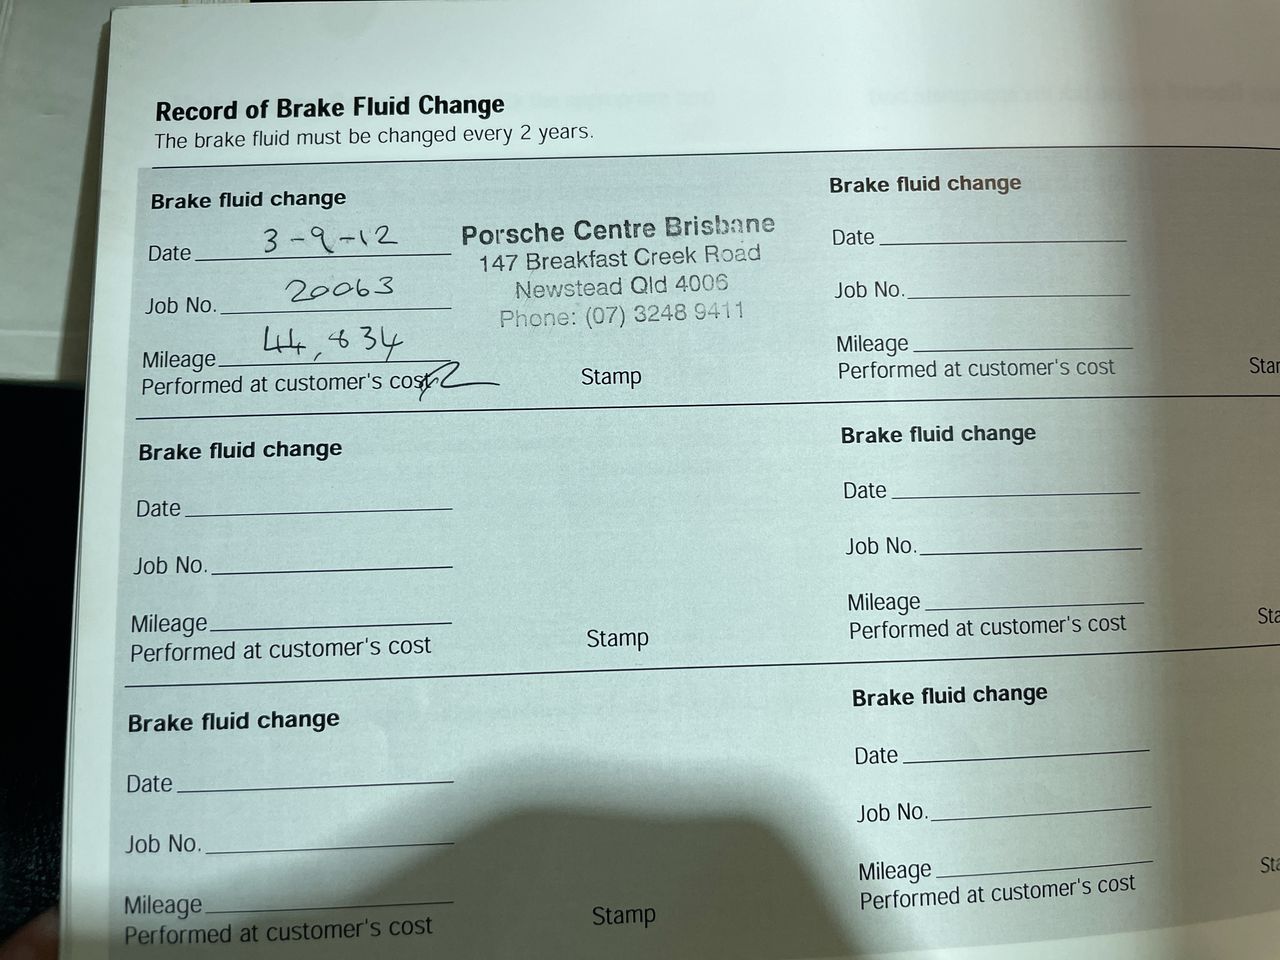 Record of Brake Fluid Change
The brake fluid must be changed every 2 years.
Brake fluid change
Date 3-9-12
Job No. 20063
Mileage 44,834
Performed at customer's cost
Porsche Centre Brisbane
147 Breakfast Creek Road
Newstead Qld 4006
Phone: (07) 3248 9411
Stamp
Brake fluid change
Date
Job No.
Mileage
Performed at customer's cost
Brake fluid change
Date
Job No.
Mileage
Performed at customer's cost
Stamp
Brake fluid change
Date
Job No.
Mileage
Performed at customer's cost
Brake fluid change
Date
Job No.
Mileage
Performed at customer's cost
Stamp
Brake fluid change
Date
Job No.
Mileage
Performed at customer's cost